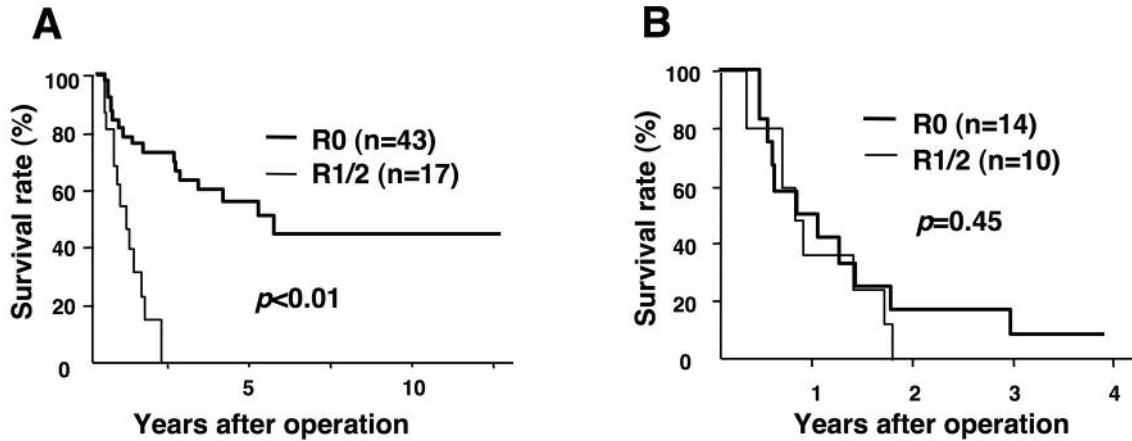 A
Survival rate (%)
100
80
60
40
20
0
5
10
R0 (n=43)
R1/2 (n=17)
p<0.01
Years after operation
B
Survival rate (%)
100
80
60
40
20
0
1
2
3
4
R0 (n=14)
R1/2 (n=10)
p=0.45
Years after operation